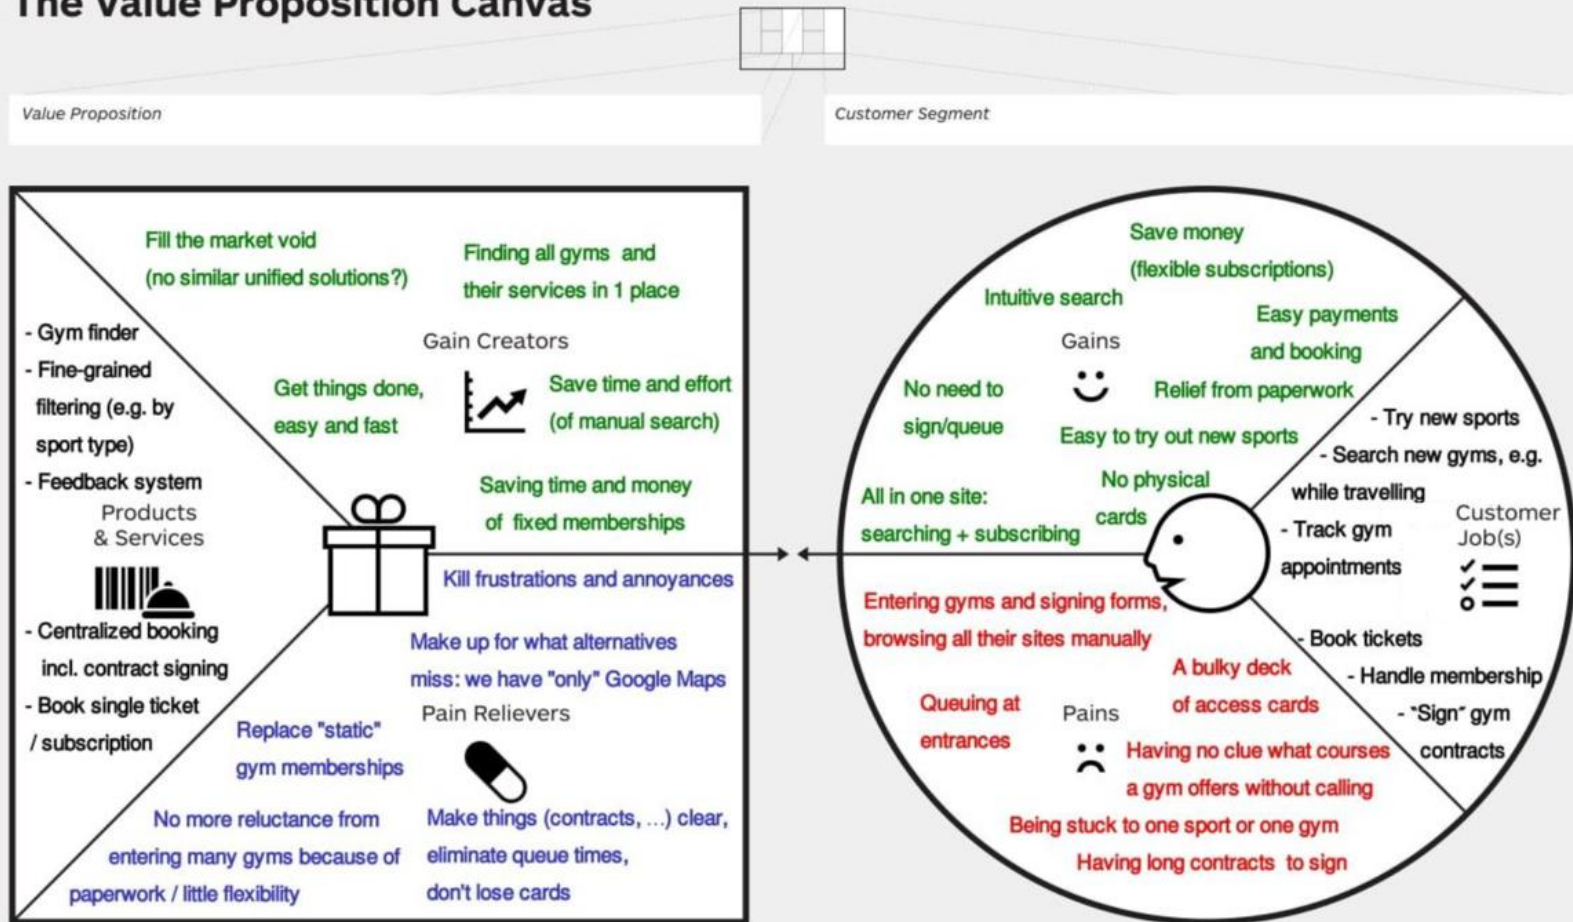 The Value Proposition Canvas
Value Proposition
Customer Segment
Fill the market void
(no similar unified solutions?)
Finding all gyms and
their services in 1 place
Gain Creators
Get things done,
easy and fast
Save time and effort
(of manual search)
Saving time and money
of fixed memberships
- Gym finder
- Fine-grained
filtering (e.g. by
sport type)
- Feedback system
Products
& Services
- Centralized booking
incl. contract signing
- Book single ticket
/ subscription
Kill frustrations and annoyances
Make up for what alternatives
miss: we have "only" Google Maps
Pain Relievers
Replace "static"
gym memberships
No more reluctance from
entering many gyms because of
paperwork / little flexibility
Make things (contracts, ...) clear,
eliminate queue times,
don't lose cards
Save money
(flexible subscriptions)
Intuitive search
Easy payments
and booking
Gains
No need to
sign/queue
Relief from paperwork
Easy to try out new sports
No physical
cards
All in one site:
searching + subscribing
- Try new sports
- Search new gyms, e.g.
while travelling
- Track gym
appointments
Customer
Job(s)
- Book tickets
- Handle membership
- "Sign" gym
contracts
Entering gyms and signing forms,
browsing all their sites manually
A bulky deck
of access cards
Queuing at
entrances
Pains
Having no clue what courses
a gym offers without calling
Being stuck to one sport or one gym
Having long contracts to sign